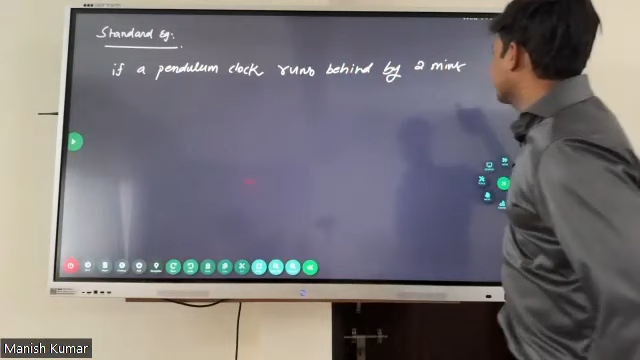 Standard Eg:
if a pendulum clock runs behind by 2 mins
Manish Kumar